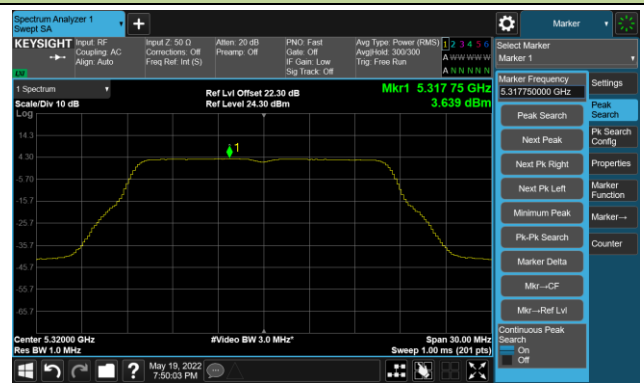 Spectrum Analyzer 1
Swept SA
Marker
KEYSIGHT
Input: RF
Coupling: AC
Align: Auto
Input Z: 50 Ω
Corrections: Off
Freq Ref: Int (S)
Atten: 20 dB
Preamp: Off
PNO: Fast
Gate: Off
IF Gain: Low
Sig Track: Off
Avg Type: Power (RMS)
Avg|Hold: 300/300
Trig: Free Run
1 2 3 4 5 6
A W W W W W
A N N N N N
Select Marker
Marker 1
1 Spectrum
Scale/Div 10 dB
Log
Ref Lvl Offset 22.30 dB
Ref Level 24.30 dBm
Mkr1 5.317 75 GHz
3.639 dBm
14.3
4.30
-5.70
-15.7
-25.7
-35.7
-45.7
-55.7
-65.7
1
Center 5.32000 GHz
Res BW 1.0 MHz
#Video BW 3.0 MHz*
Span 30.00 MHz
Sweep 1.00 ms (201 pts)
Marker Frequency
5.317750000 GHz
Peak Search
Next Peak
Next Pk Right
Next Pk Left
Minimum Peak
Pk-Pk Search
Marker Delta
Mkr→CF
Mkr→Ref Lvl
Continuous Peak
Search
On
Off
Settings
Peak
Search
Pk Search
Config
Properties
Marker
Function
Marker→
Counter
May 19, 2022
7:50:03 PM